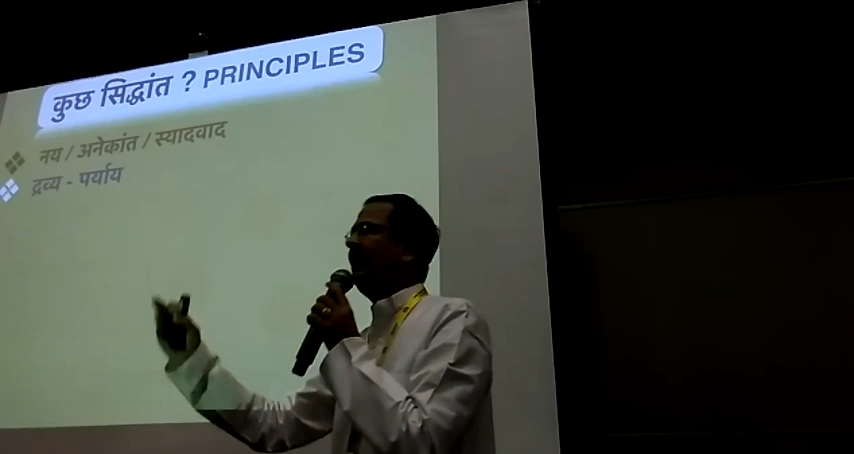 कुछ सिद्धांत ? PRINCIPLES
नय / अनेकांत / स्यादवाद
द्रव्य - पर्याय